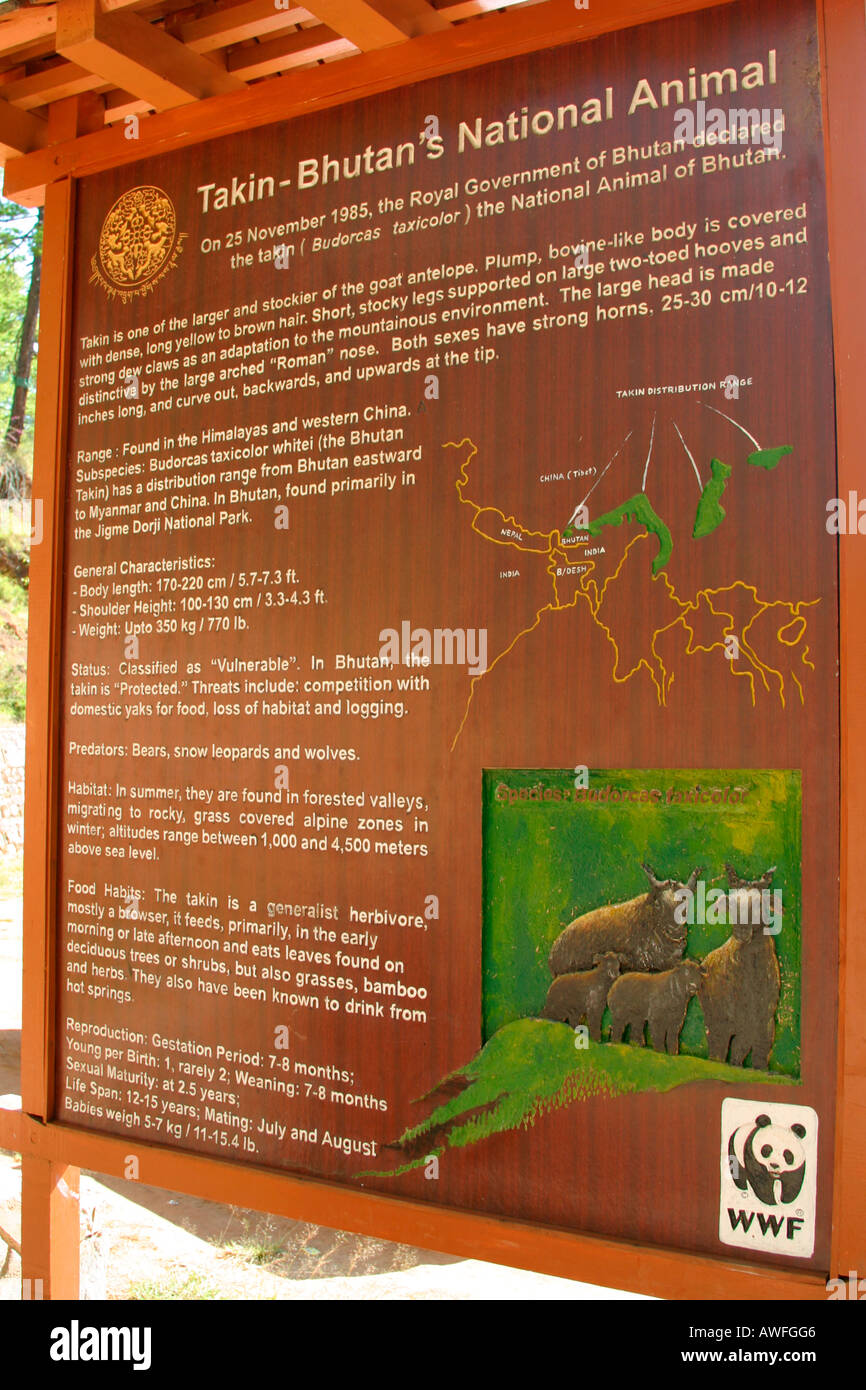 Takin-Bhutan's National Animal
On 25 November 1985, the Royal Government of Bhutan declared
the takin ( Budorcas taxicolor ) the National Animal of Bhutan.
Takin is one of the larger and stockier of the goat antelope. Plump, bovine-like body is covered
with dense, long yellow to brown hair. Short, stocky legs supported on large two-toed hooves and
strong dew claws as an adaptation to the mountainous environment. The large head is made
distinctive by the large arched "Roman" nose. Both sexes have strong horns, 25-30 cm/10-12
inches long, and curve out, backwards, and upwards at the tip.
Range : Found in the Himalayas and western China.
Subspecies: Budorcas taxicolor whitei (the Bhutan
Takin) has a distribution range from Bhutan eastward
to Myanmar and China. In Bhutan, found primarily in
the Jigme Dorji National Park.
General Characteristics:
- Body length: 170-220 cm / 5.7-7.3 ft.
- Shoulder Height: 100-130 cm / 3.3-4.3 ft.
- Weight: Upto 350 kg / 770 lb.
Status: Classified as "Vulnerable". In Bhutan, the
takin is "Protected." Threats include: competition with
domestic yaks for food, loss of habitat and logging.
Predators: Bears, snow leopards and wolves.
Habitat: In summer, they are found in forested valleys,
migrating to rocky, grass covered alpine zones in
winter; altitudes range between 1,000 and 4,500 meters
above sea level.
Food Habits: The takin is a generalist herbivore,
mostly a browser, it feeds, primarily, in the early
morning or late afternoon and eats leaves found on
deciduous trees or shrubs, but also grasses, bamboo
and herbs. They also have been known to drink from
hot springs.
Reproduction: Gestation Period: 7-8 months;
Young per Birth: 1, rarely 2; Weaning: 7-8 months
Sexual Maturity: at 2.5 years;
Life Span: 12-15 years; Mating: July and August
Babies weigh 5-7 kg / 11-15.4 lb.
TAKIN DISTRIBUTION RANGE
CHINA (Tibet)
NEPAL
BHUTAN
INDIA
INDIA
B/DESH
Species: Budorcas taxicolor
WWF
®
alamy
alamy
Image ID: AWFGG6
www.alamy.com